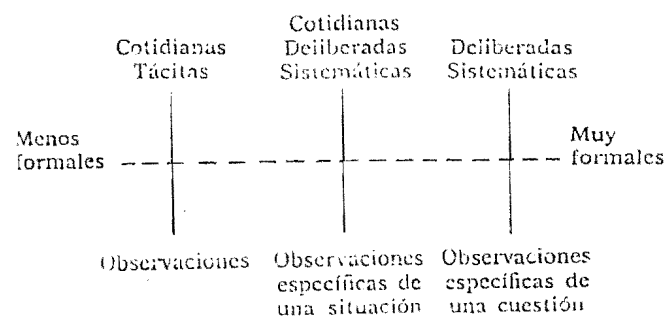 Cotidianas
Tácitas
Cotidianas
Deliberadas
Sistemáticas
Deliberadas
Sistemáticas
Menos
formales
Muy
formales
Observaciones
Observaciones
específicas de
una situación
Observaciones
específicas de
una cuestión